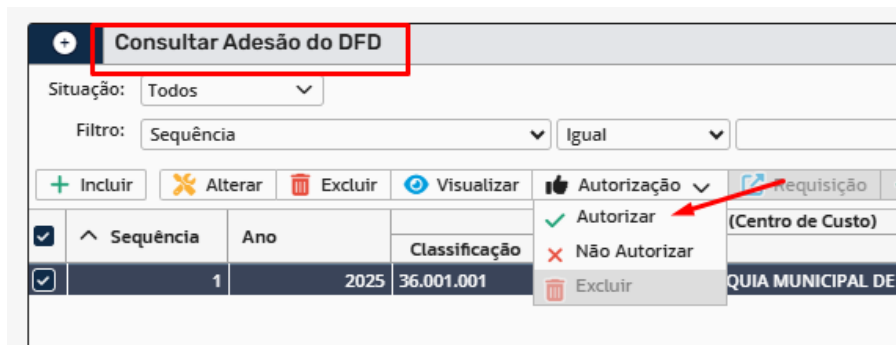 Consultar Adesão do DFD
Situação: Todos
Filtro: Sequência Igual
Incluir Alterar Excluir Visualizar Autorização Requisição
Autorizar
(Centro de Custo)
Sequência Ano
Classificação
Não Autorizar
1 2025 36.001.001 QUIA MUNICIPAL DE
Excluir